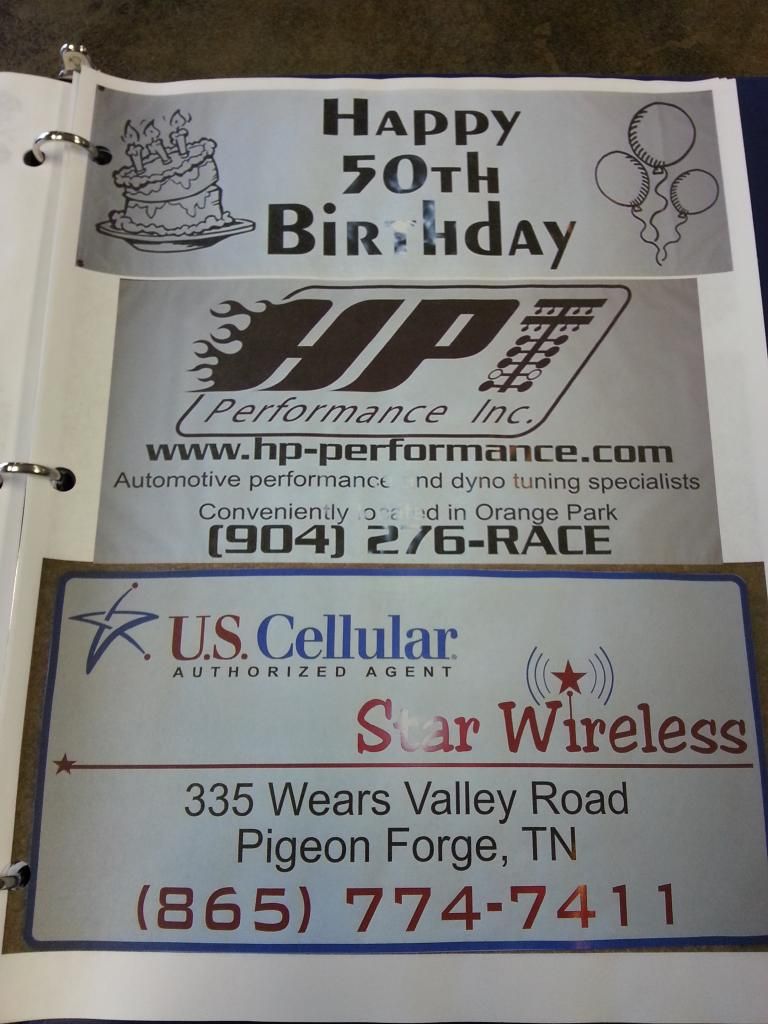 Happy
50th
Birthday
HPT
Performance Inc.
www.hp-performance.com
Automotive performance and dyno tuning specialists
Conveniently located in Orange Park
(904) 276-RACE
U.S. Cellular®
AUTHORIZED AGENT
Star Wireless
335 Wears Valley Road
Pigeon Forge, TN
(865) 774-7411